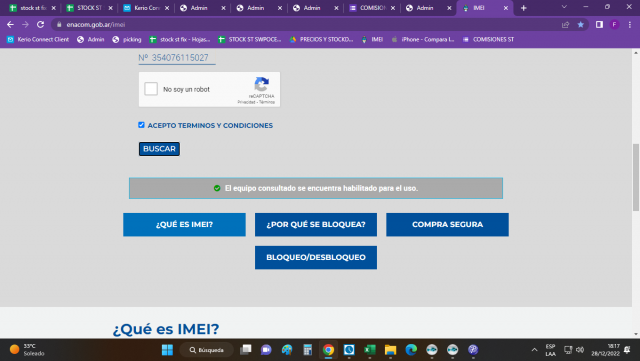 stock st fi
STOCK ST
Kerio Con
Admin
Admin
Admin
COMISION
Admin
IMEI
enacom.gob.ar/imei
Kerio Connect Client
Admin
picking
stock st fix - Hojas...
STOCK ST SWPOCE...
PRECIOS Y STOCKD...
IMEI
iPhone - Compara l...
COMISIONES ST
Nº 354076115027
No soy un robot
reCAPTCHA
Privacidad - Términos
ACEPTO TERMINOS Y CONDICIONES
BUSCAR
El equipo consultado se encuentra habilitado para el uso.
¿QUÉ ES IMEI?
¿POR QUÉ SE BLOQUEA?
COMPRA SEGURA
BLOQUEO/DESBLOQUEO
¿Qué es IMEI?
33°C
Soleado
Búsqueda
ESP
LAA
18:17
28/12/2022